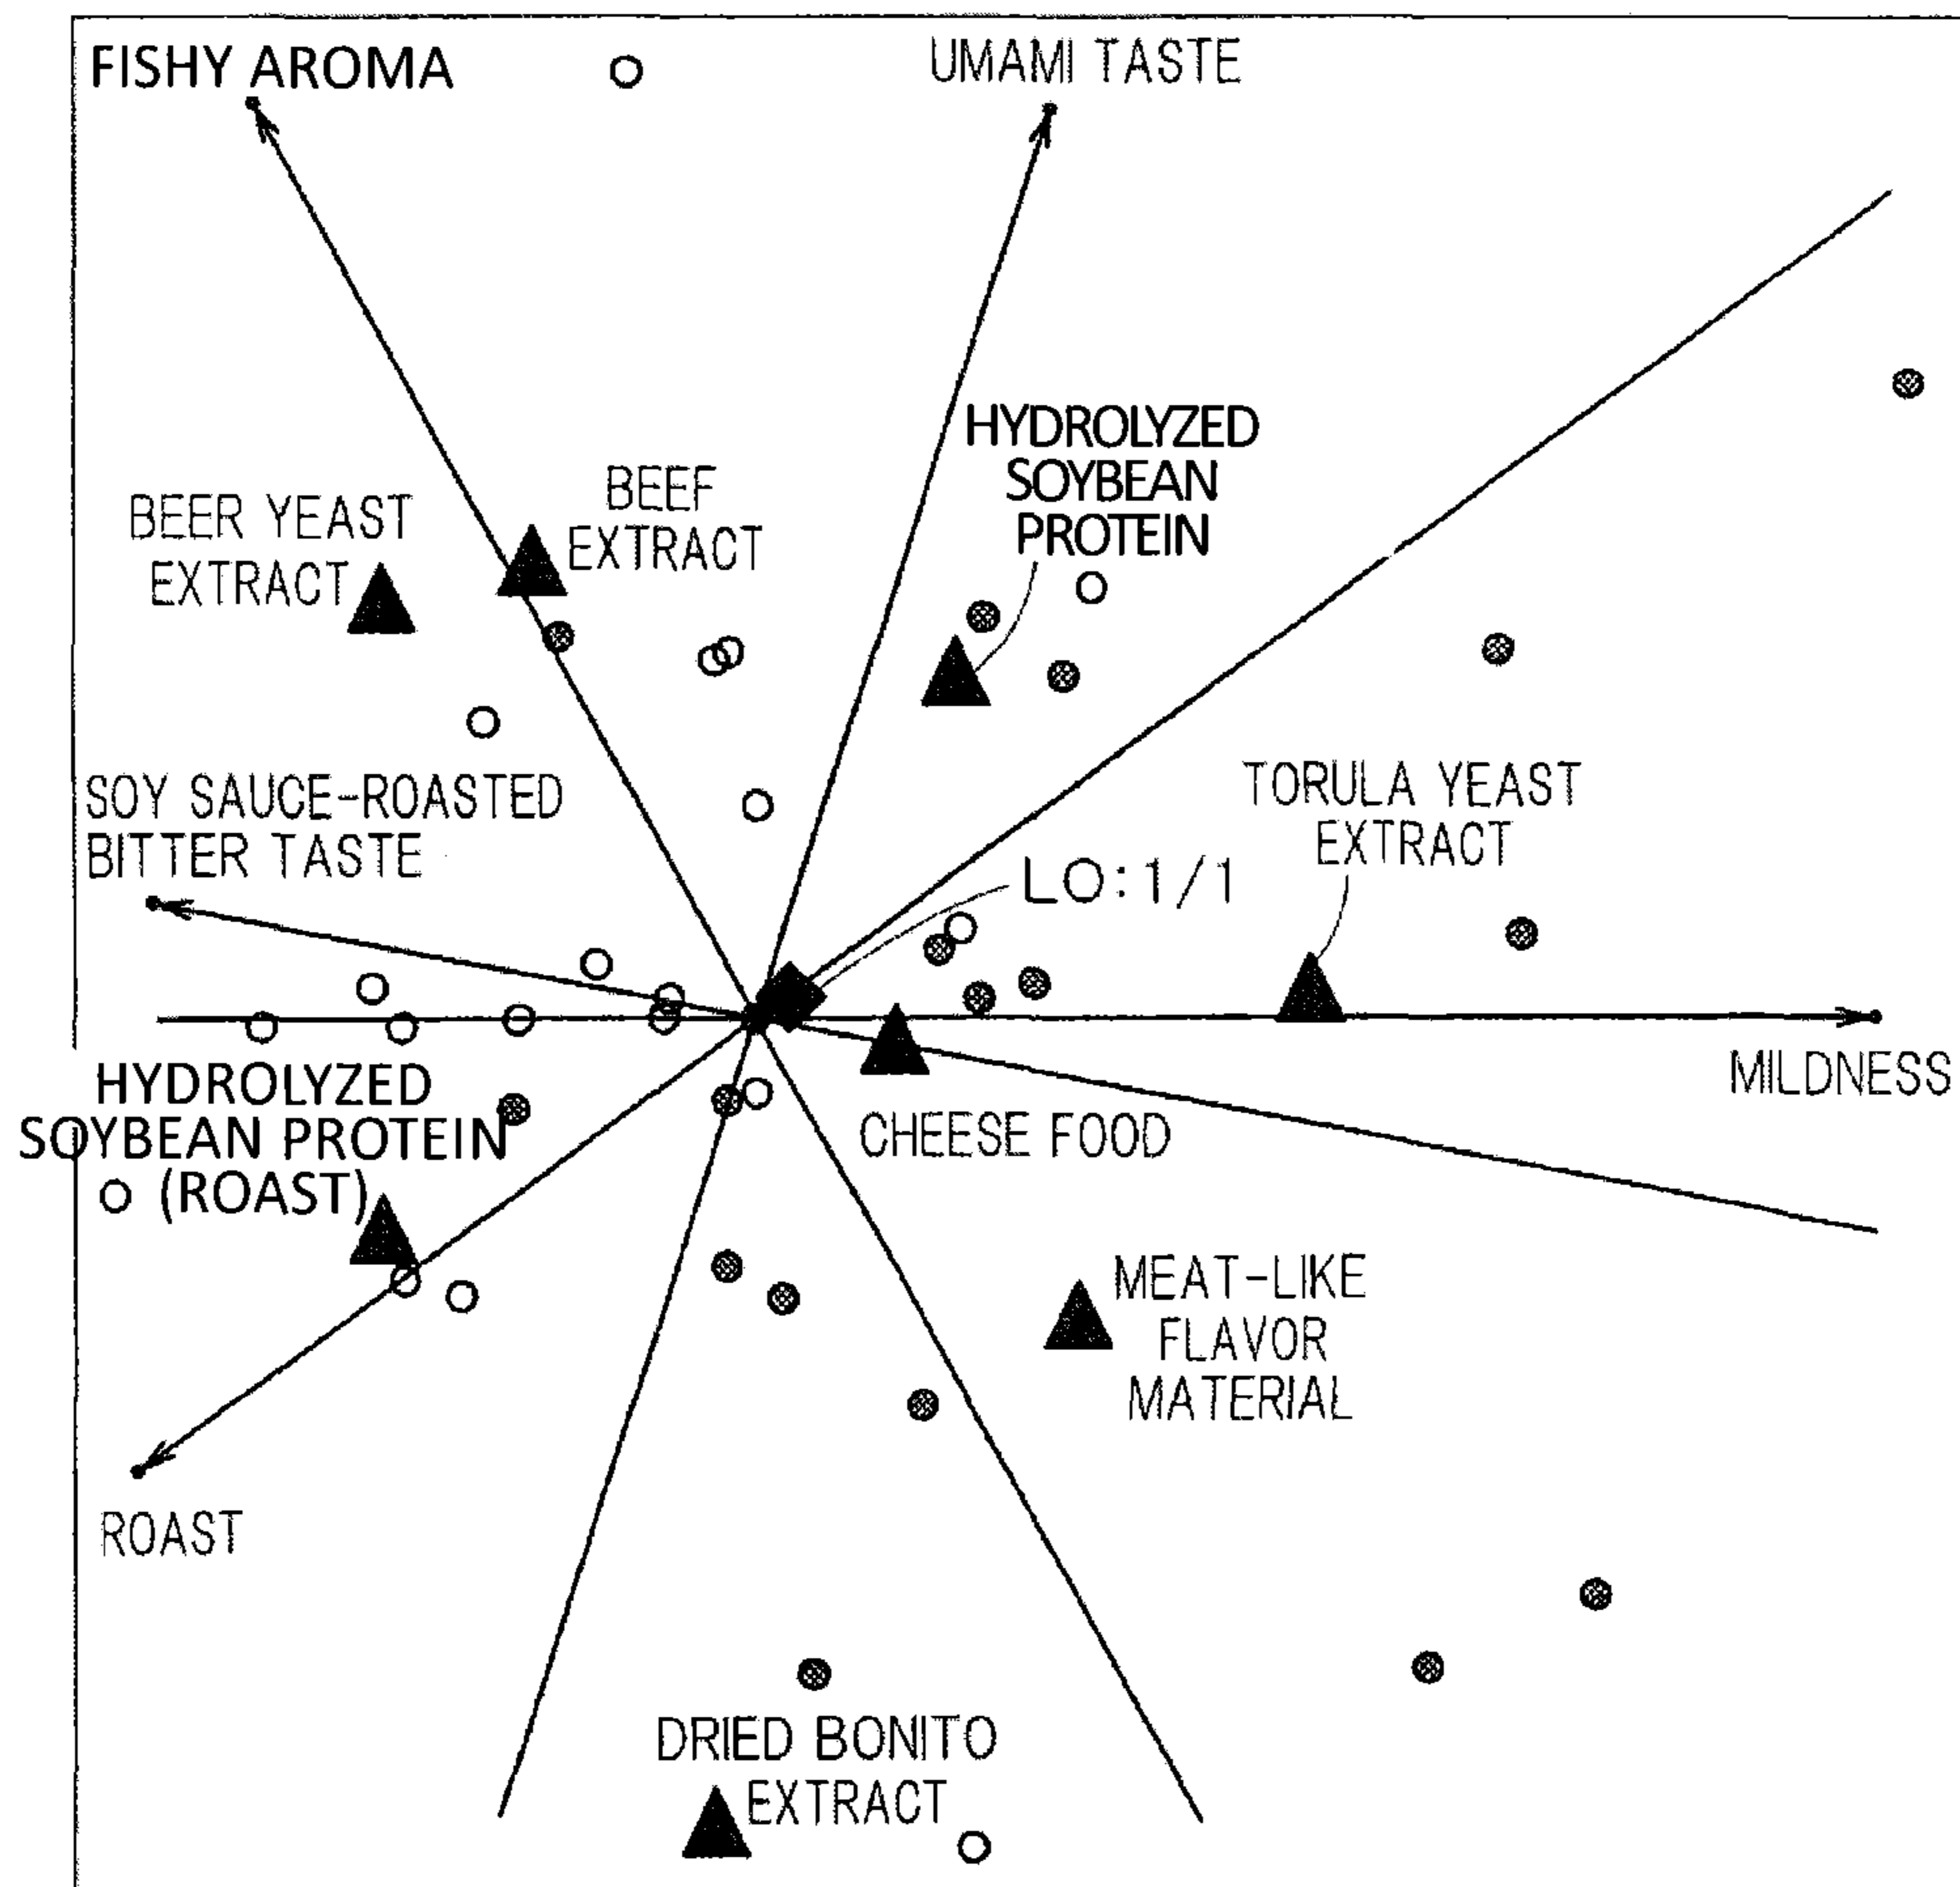 FISHY AROMA
UMAMI TASTE
HYDROLYZED
SOYBEAN
PROTEIN
BEEF
EXTRACT
BEER YEAST
EXTRACT
SOY SAUCE-ROASTED
BITTER TASTE
TORULA YEAST
EXTRACT
LO:1/1
MILDNESS
HYDROLYZED
SOYBEAN PROTEIN
(ROAST)
CHEESE FOOD
MEAT-LIKE
FLAVOR
MATERIAL
ROAST
DRIED BONITO
EXTRACT